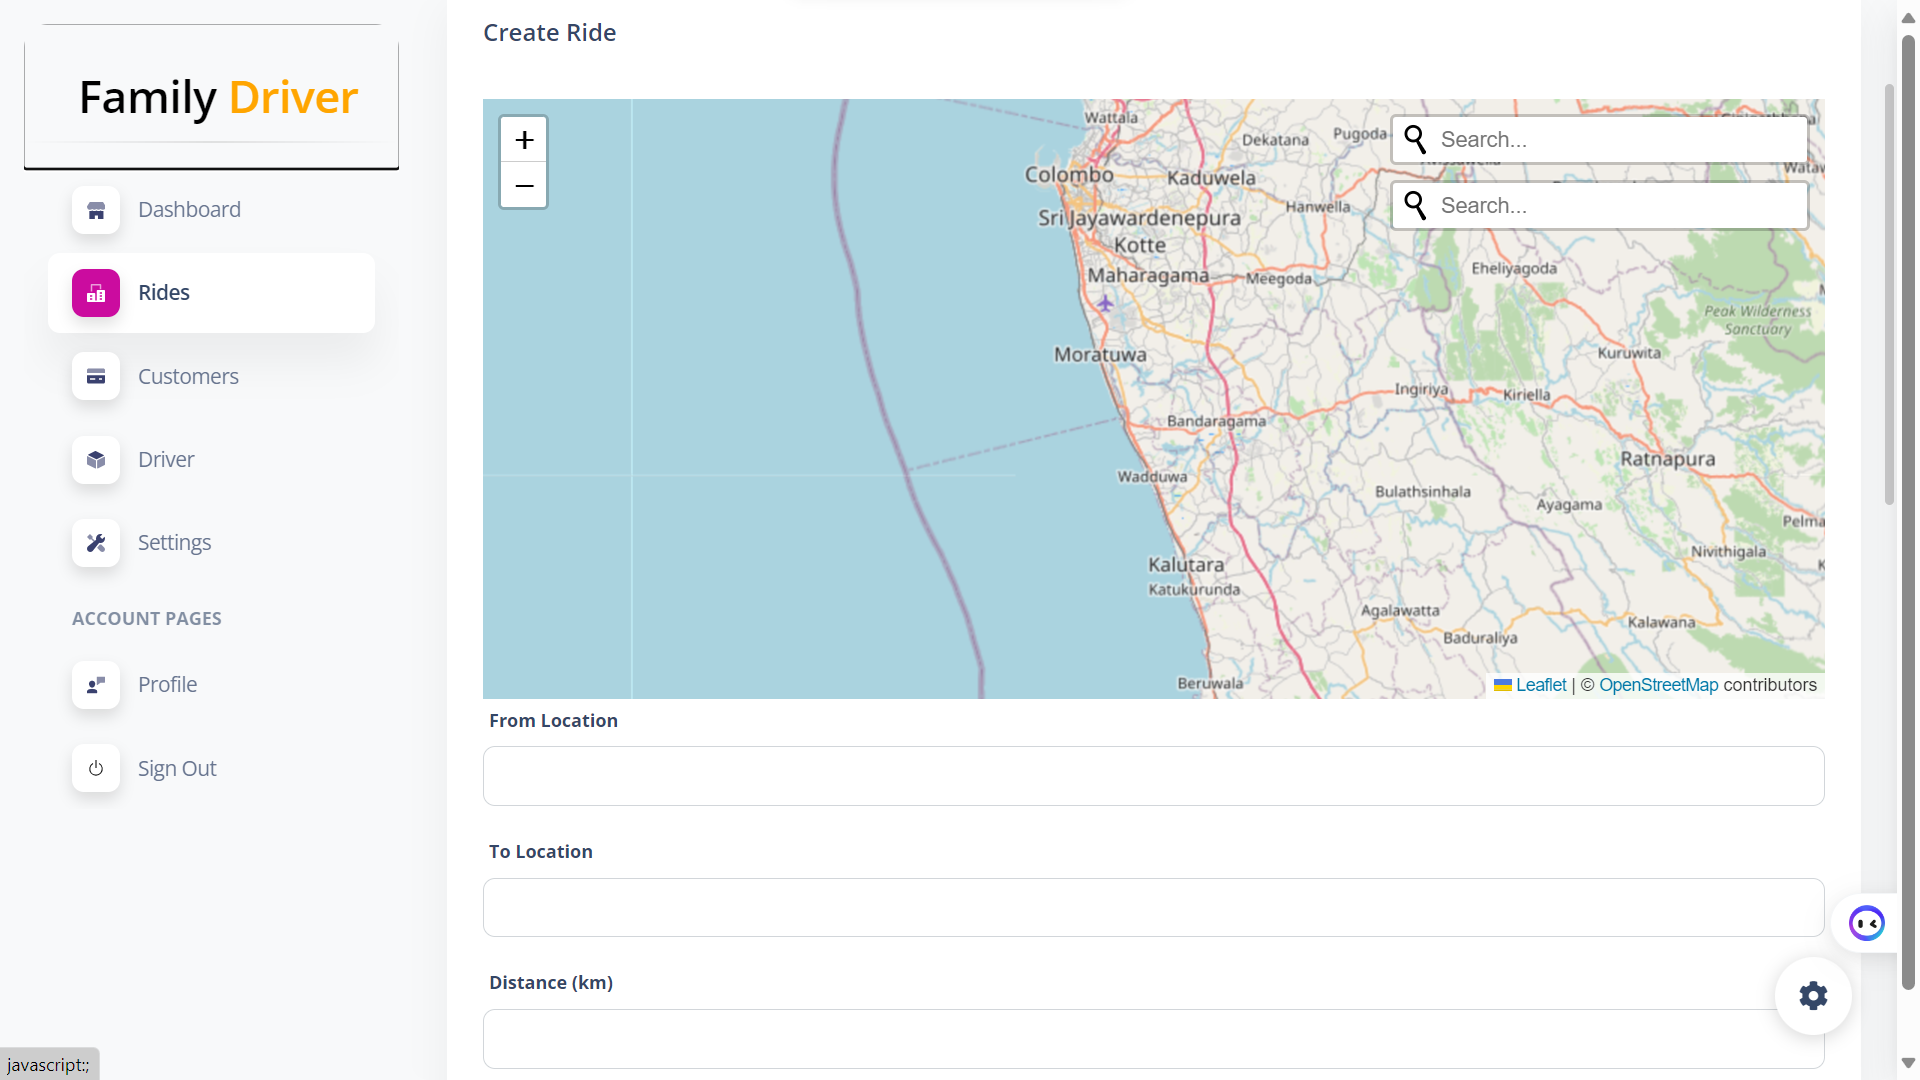 Family Driver
Dashboard
Rides
Customers
Driver
Settings
ACCOUNT PAGES
Profile
Sign Out
Create Ride
+
−
Search...
Search...
Wattala
Dekatana
Pugoda
Colombo
Kaduwela
Hanwella
Sri Jayawardenepura
Kotte
Maharagama
Meegoda
Eheliyagoda
Peak Wilderness
Sanctuary
Moratuwa
Kuruwita
Ingiriya
Kiriella
Bandaragama
Ratnapura
Wadduwa
Bulathsinhala
Ayagama
Pelma
Nivithigala
Kalutara
Katukurunda
Agalawatta
Kalawana
Baduraliya
Beruwala
Leaflet | © OpenStreetMap contributors
From Location
To Location
Distance (km)
javascript:;